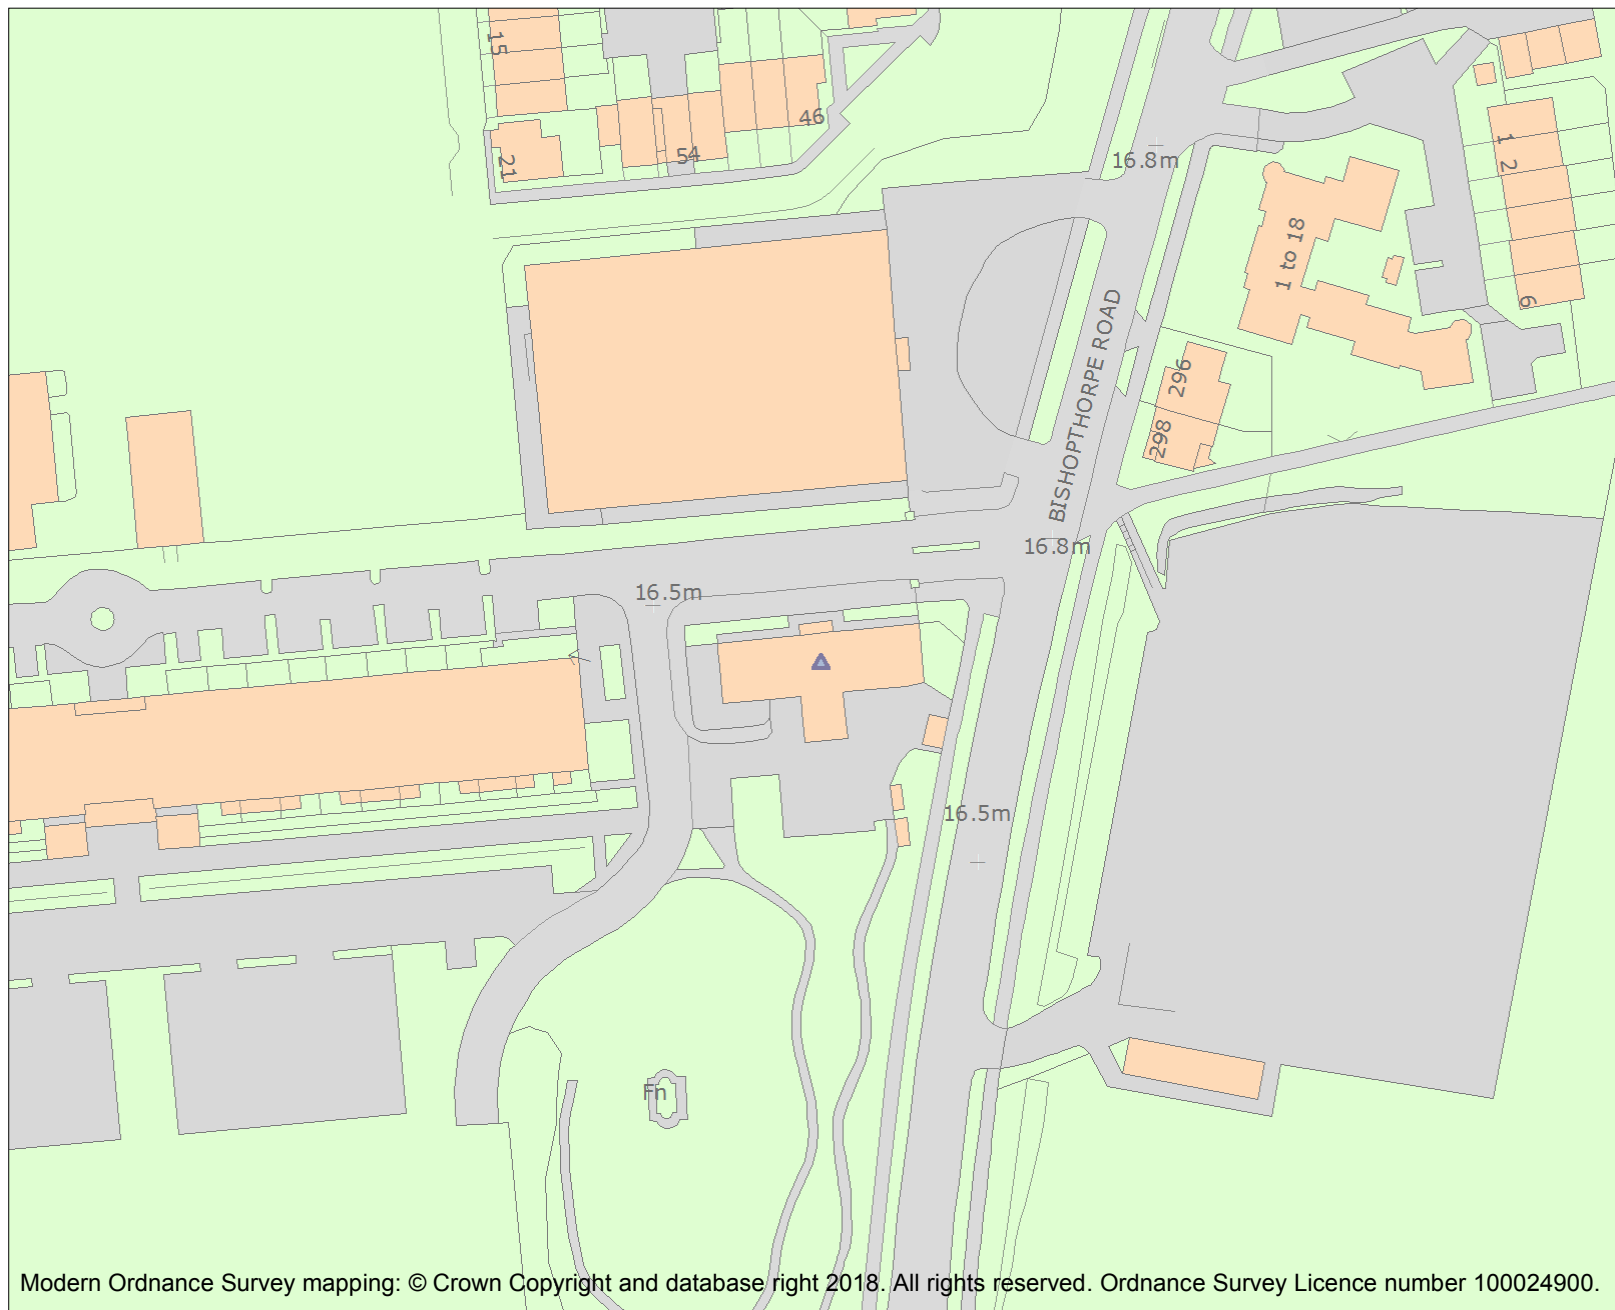 15
46
54
21
16.8m
1
2
1 to 18
6
BISHOPTHORPE ROAD
296
298
16.8m
16.5m
16.5m
Fn
Modern Ordnance Survey mapping: © Crown Copyright and database right 2018. All rights reserved. Ordnance Survey Licence number 100024900.